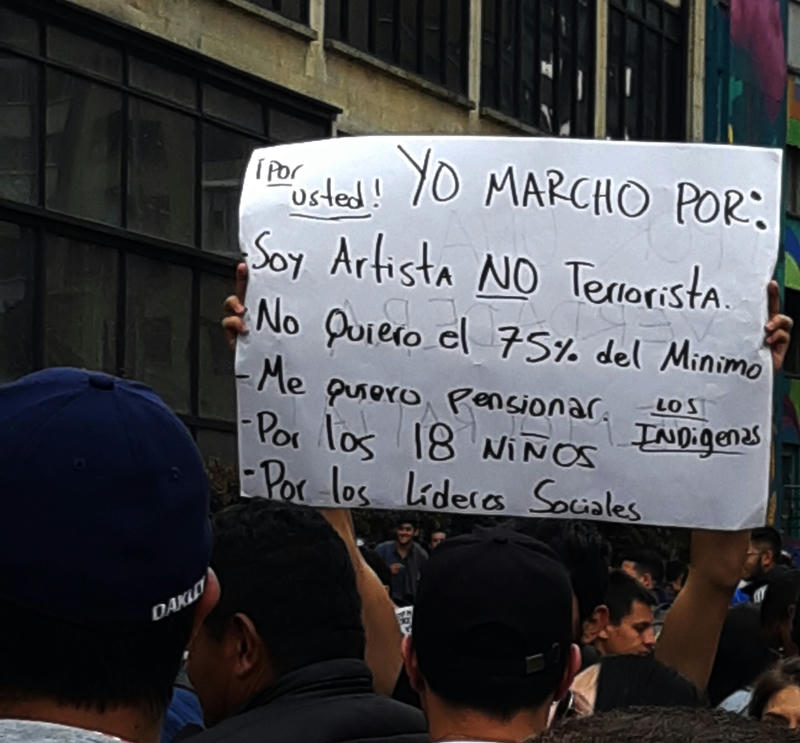 ¡Por
usted! YO MARCHO POR:
-Soy Artista NO Terrorista.
-No Quiero el 75% del Minimo
-Me quiero pensionar. LOS
-Por los 18 NIÑOS INDigenas
-Por los Líderes Sociales
OAKLEY